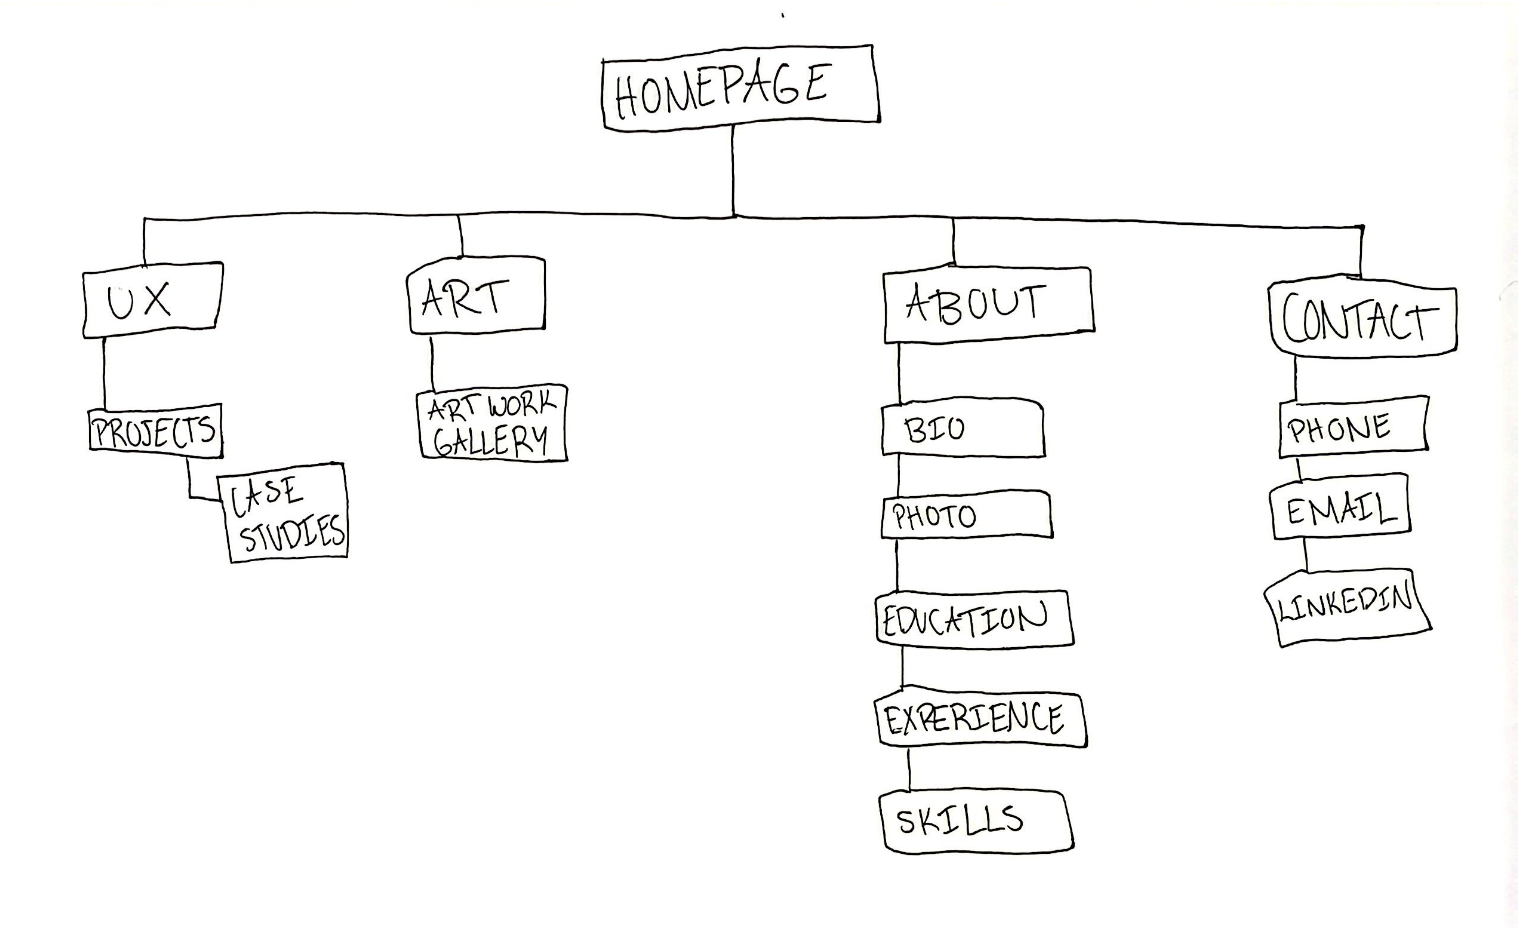 HOMEPAGE
UX
ART
ABOUT
CONTACT
PROJECTS
CASE
STUDIES
ART WORK
GALLERY
BIO
PHOTO
EDUCATION
EXPERIENCE
SKILLS
PHONE
EMAIL
LINKEDIN